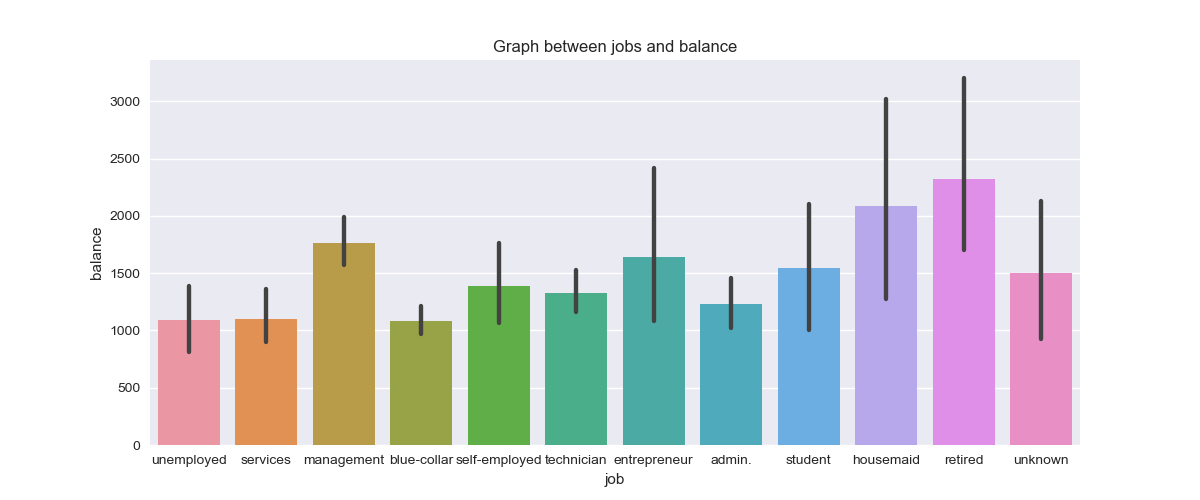 Graph between jobs and balance
3000
2500
2000
1500
1000
500
0
balance
unemployed services management blue-collar self-employed technician entrepreneur admin. student housemaid retired unknown
job